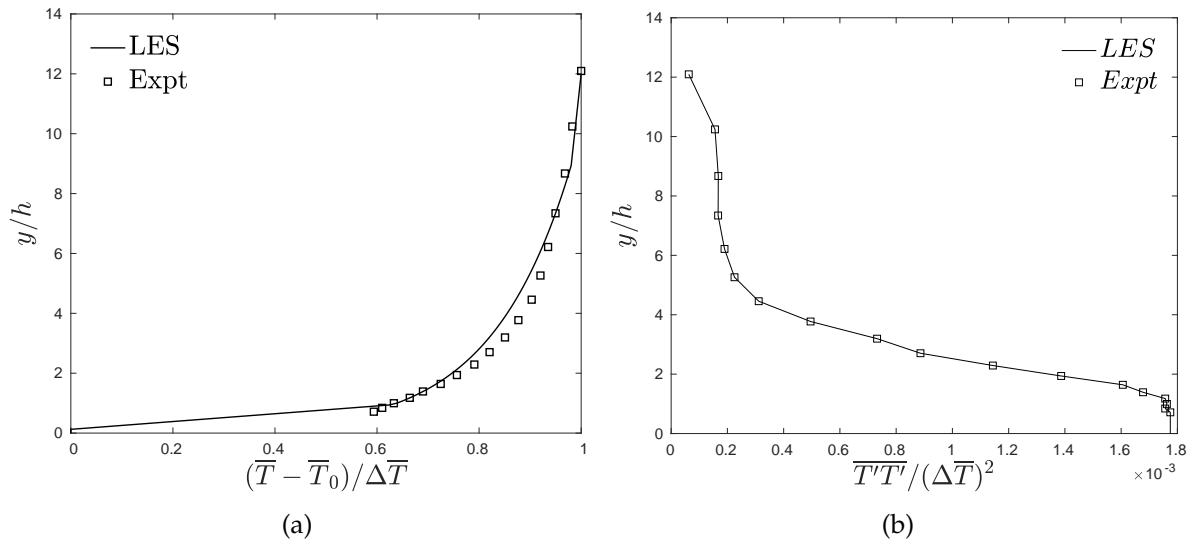 14
12
10
8
6
4
2
0
y/h
LES
Expt
0 0.2 0.4 0.6 0.8 1
(T̅ − T̅₀)/ΔT̅
(a)
14
12
10
8
6
4
2
0
y/h
LES
Expt
0 0.2 0.4 0.6 0.8 1 1.2 1.4 1.6 1.8
×10⁻³
T̅'̅T̅'̅/(ΔT̅)²
(b)